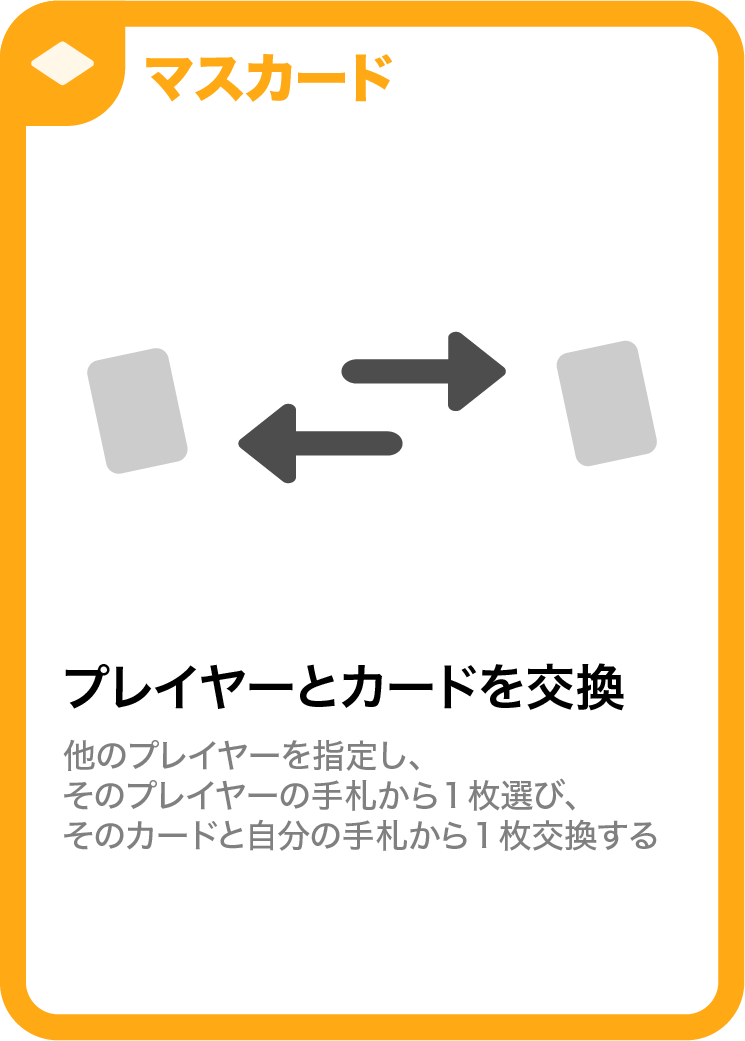 マスカード
プレイヤーとカードを交換
他のプレイヤーを指定し、
そのプレイヤーの手札から1枚選び、
そのカードと自分の手札から1枚交換する